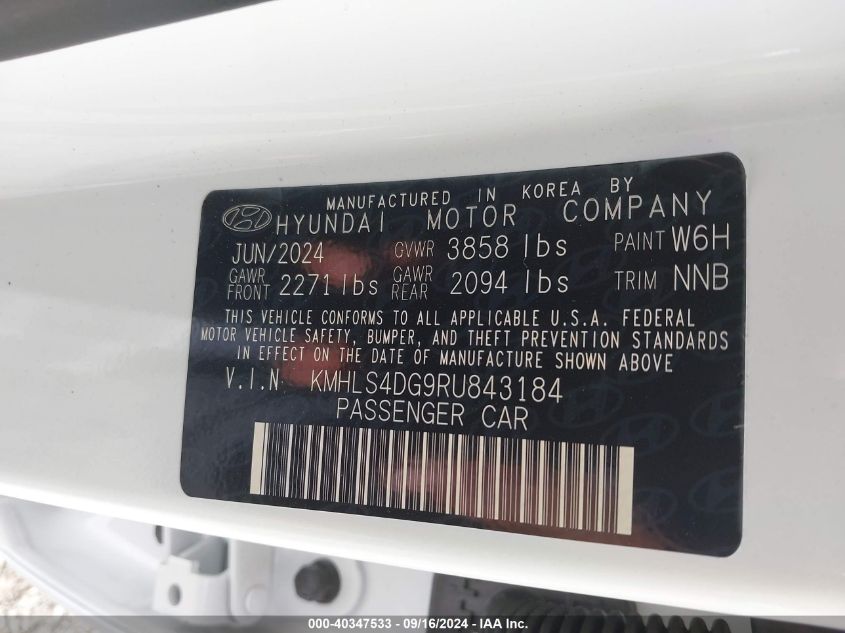 MANUFACTURED IN KOREA BY
HYUNDAI MOTOR COMPANY
JUN/2024 GVWR 3858 lbs PAINT W6H
GAWR FRONT 2271 lbs GAWR REAR 2094 lbs TRIM NNB
THIS VEHICLE CONFORMS TO ALL APPLICABLE U.S.A. FEDERAL
MOTOR VEHICLE SAFETY, BUMPER, AND THEFT PREVENTION STANDARDS
IN EFFECT ON THE DATE OF MANUFACTURE SHOWN ABOVE
V.I.N KMHLS4DG9RU843184
PASSENGER CAR
000-40347533 - 09/16/2024 - IAA Inc.